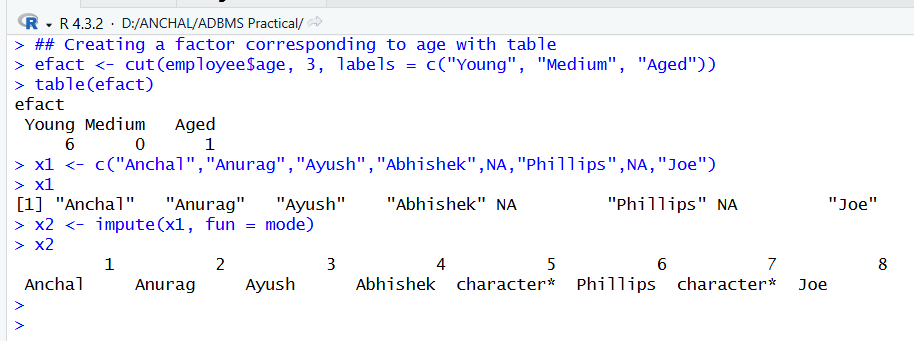 R 4.3.2 · D:/ANCHAL/ADBMS Practical/
> ## Creating a factor corresponding to age with table
> efact <- cut(employee$age, 3, labels = c("Young", "Medium", "Aged"))
> table(efact)
efact
 Young Medium   Aged
     6      0      1
> x1 <- c("Anchal","Anurag","Ayush","Abhishek",NA,"Phillips",NA,"Joe")
> x1
[1] "Anchal"   "Anurag"   "Ayush"    "Abhishek" NA         "Phillips" NA         "Joe"
> x2 <- impute(x1, fun = mode)
> x2
         1          2          3          4          5          6          7          8
 Anchal     Anurag     Ayush      Abhishek  character*  Phillips  character*  Joe
>
>